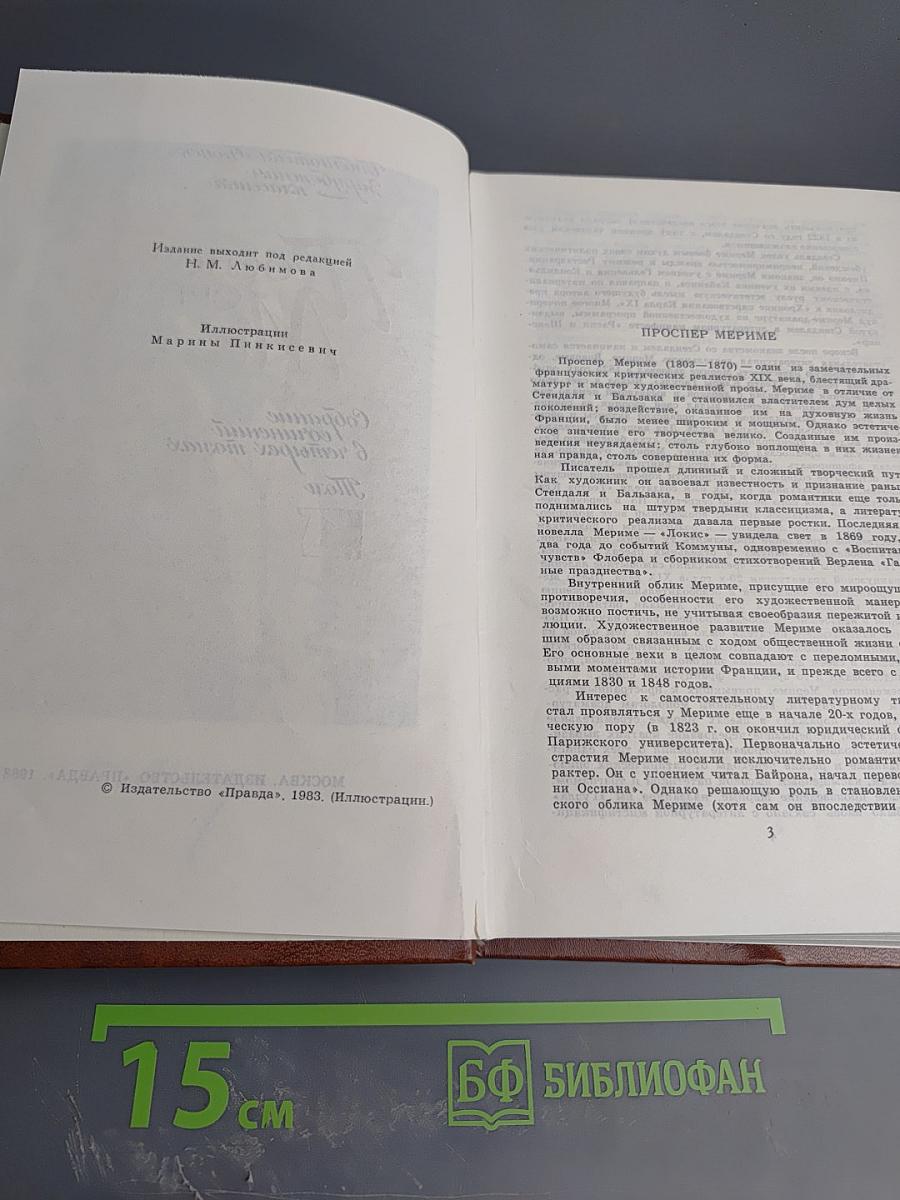 Издание выходит под редакцией
Н. М. Любимова
Иллюстрации
Марины Пинкисевич
© Издательство «Правда», 1983. (Иллюстрации.)
ПРОСПЕР МЕРИМЕ
Проспер Мериме (1803—1870) — один из замечательных
французских критических реалистов XIX века, блестящий дра-
матург и мастер художественной прозы. Мериме в отличие от
Стендаля и Бальзака не становился властителем дум целых
поколений; воздействие, оказанное им на духовную жизнь
Франции, было менее широким и мощным. Однако эстетиче-
ское значение его творчества велико. Созданные им произ-
ведения неувядаемы: столь глубоко воплощена в них жизнен-
ная правда, столь совершенна их форма.
Писатель прошел длинный и сложный творческий пут
Как художник он завоевал известность и признание рань
Стендаля и Бальзака, в годы, когда романтики еще толь
поднимались на штурм твердыни классицизма, а литерату
критического реализма давала первые ростки. Последняя
новелла Мериме — «Локис» — увидела свет в 1869 году,
два года до событий Коммуны, одновременно с «Воспита
чувств» Флобера и сборником стихотворений Верлена «Га
ные празднества».
Внутренний облик Мериме, присущие его мироощу
противоречия, особенности его художественной манер
возможно постичь, не учитывая своеобразия пережитой и
люции. Художественное развитие Мериме оказалось
шим образом связанным с ходом общественной жизни
Его основные вехи в целом совпадают с переломными,
выми моментами истории Франции, и прежде всего с
циями 1830 и 1848 годов.
Интерес к самостоятельному литературному т
стал проявляться у Мериме еще в начале 20-х годов,
ческую пору (в 1823 г. он окончил юридический ф
Парижского университета). Первоначально эстетиче
страстия Мериме носили исключительно романтич
рактер. Он с упоением читал Байрона, начал перево
ни Оссиана». Однако решающую роль в становлен
ского облика Мериме (хотя сам он впоследствии
3
15 см
БФ БИБЛИОФАН